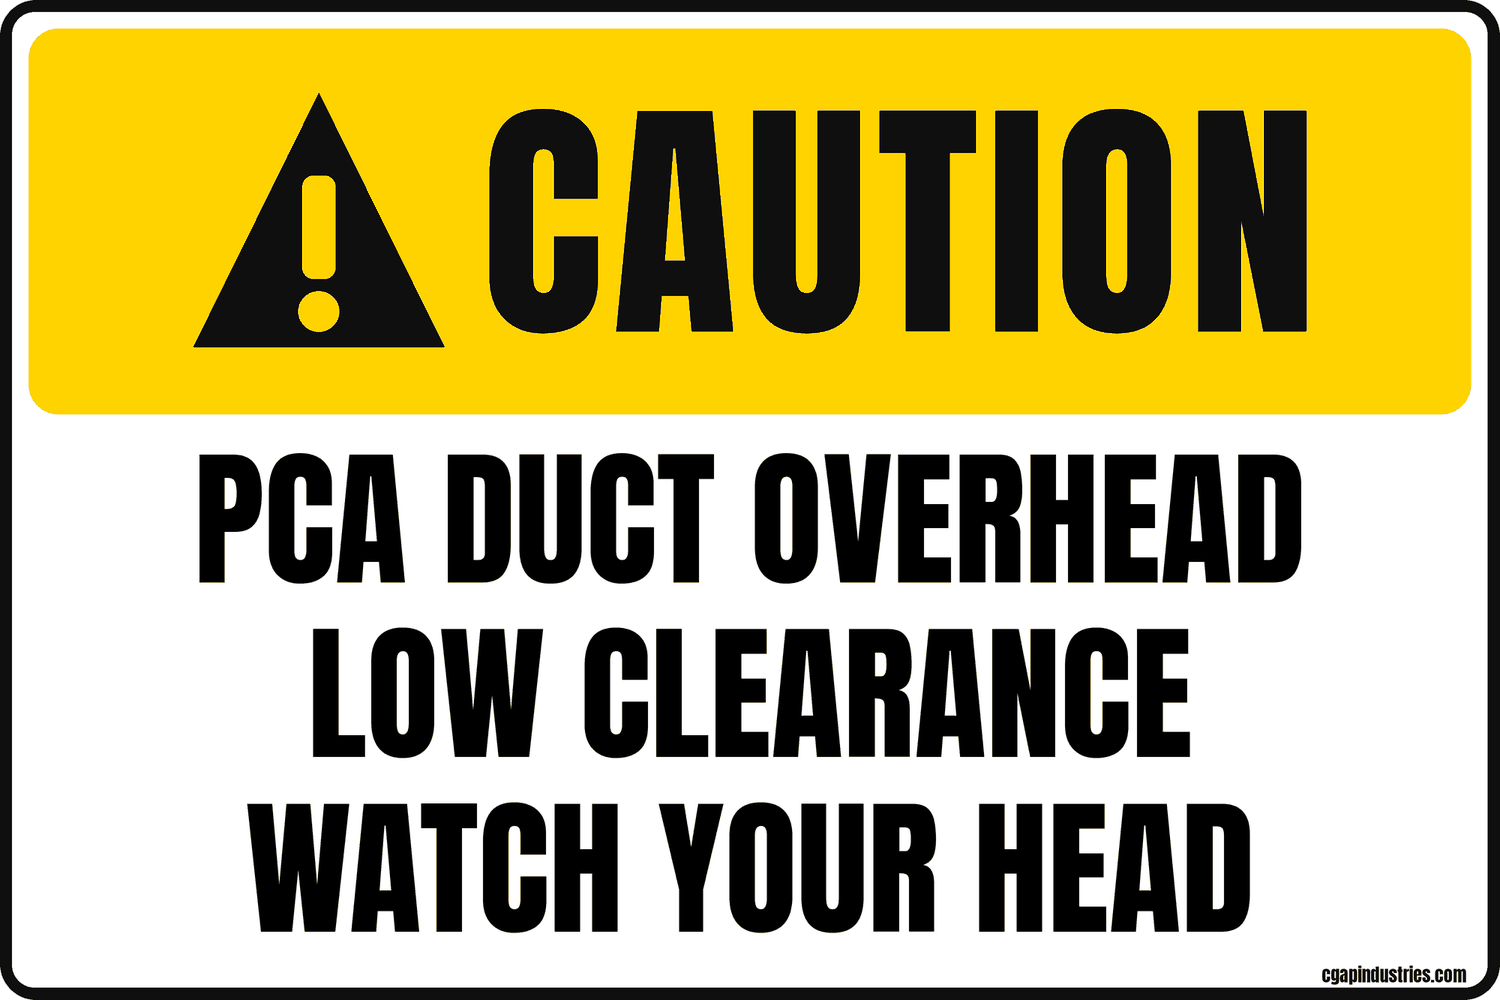 CAUTION
PCA DUCT OVERHEAD
LOW CLEARANCE
WATCH YOUR HEAD
cgapindustries.com